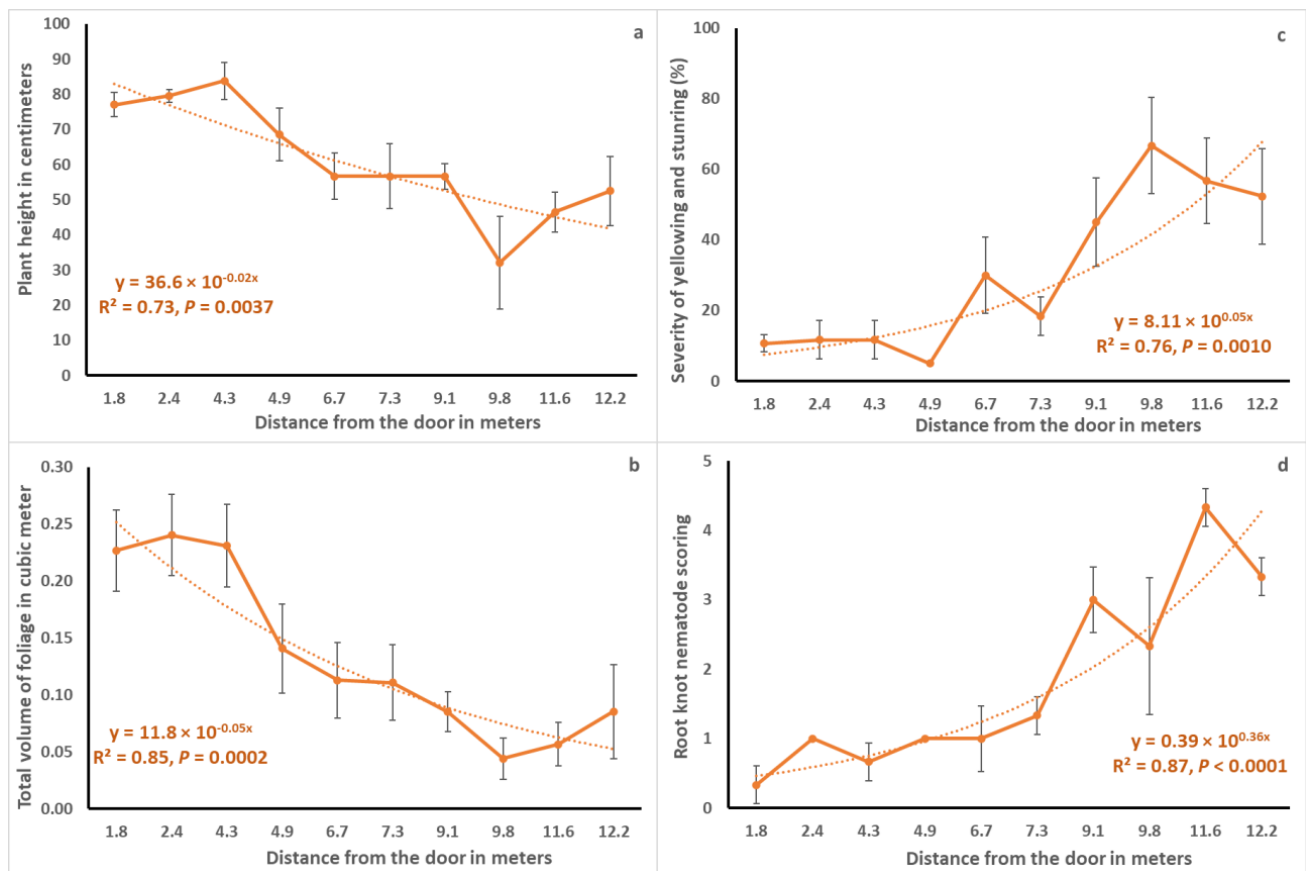 a
Plant height in centimeters
100
90
80
70
60
50
40
30
20
10
0
y = 36.6 × 10^-0.02x
R² = 0.73, P = 0.0037
1.8 2.4 4.3 4.9 6.7 7.3 9.1 9.8 11.6 12.2
Distance from the door in meters
c
Severity of yellowing and stunring (%)
100
80
60
40
20
0
y = 8.11 × 10^0.05x
R² = 0.76, P = 0.0010
1.8 2.4 4.3 4.9 6.7 7.3 9.1 9.8 11.6 12.2
Distance from the door in meters
b
Total volume of foliage in cubic meter
0.30
0.25
0.20
0.15
0.10
0.05
0.00
y = 11.8 × 10^-0.05x
R² = 0.85, P = 0.0002
1.8 2.4 4.3 4.9 6.7 7.3 9.1 9.8 11.6 12.2
Distance from the door in meters
d
Root knot nematode scoring
5
4
3
2
1
0
y = 0.39 × 10^0.36x
R² = 0.87, P < 0.0001
1.8 2.4 4.3 4.9 6.7 7.3 9.1 9.8 11.6 12.2
Distance from the door in meters